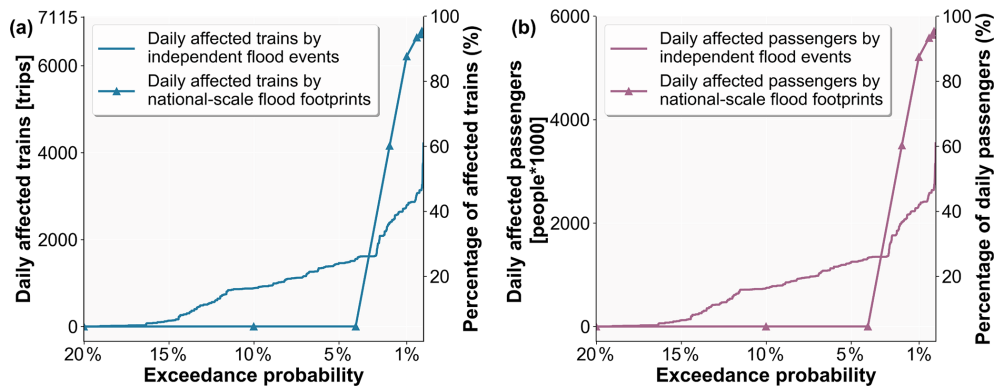 (a)
Daily affected trains [trips]
7115
6000
4000
2000
0
Daily affected trains by
independent flood events
Daily affected trains by
national-scale flood footprints
100
80
60
40
20
Percentage of affected trains (%)
20%
15%
10%
5%
1%
Exceedance probability
(b)
Daily affected passengers
[people*1000]
6000
4000
2000
0
Daily affected passengers by
independent flood events
Daily affected passengers by
national-scale flood footprints
100
80
60
40
20
Percentage of daily passengers (%)
20%
15%
10%
5%
1%
Exceedance probability